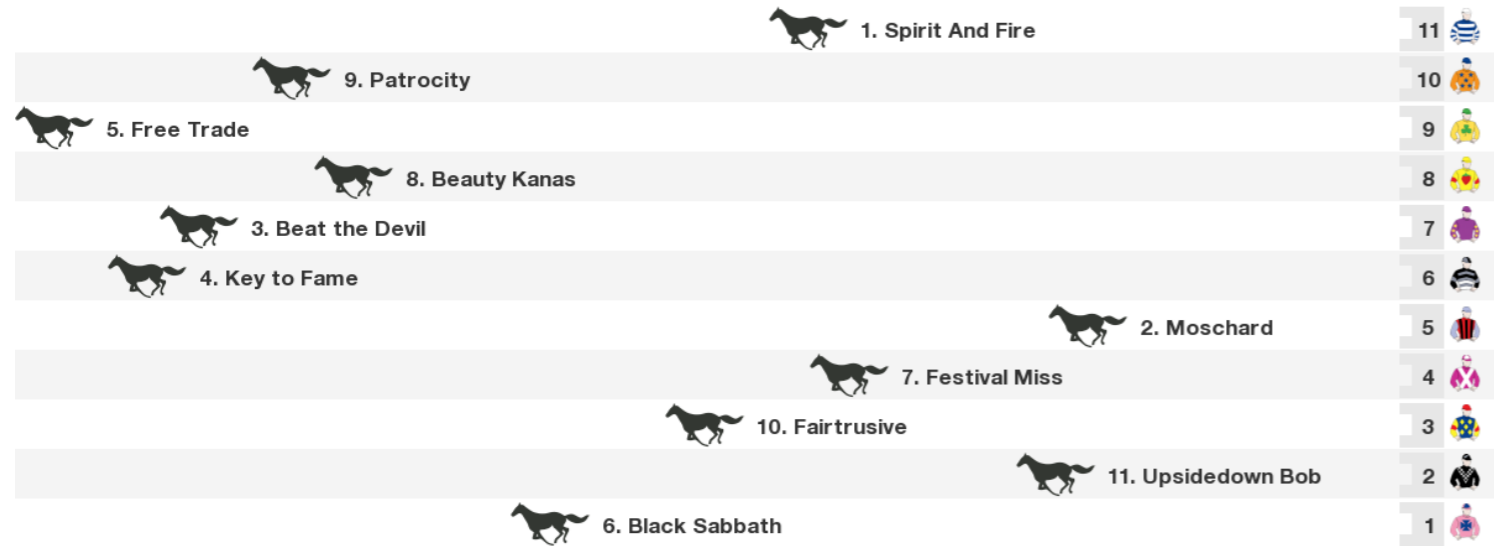 1. Spirit And Fire 11
9. Patrocity 10
5. Free Trade 9
8. Beauty Kanas 8
3. Beat the Devil 7
4. Key to Fame 6
2. Moschard 5
7. Festival Miss 4
10. Fairtrusive 3
11. Upsidedown Bob 2
6. Black Sabbath 1